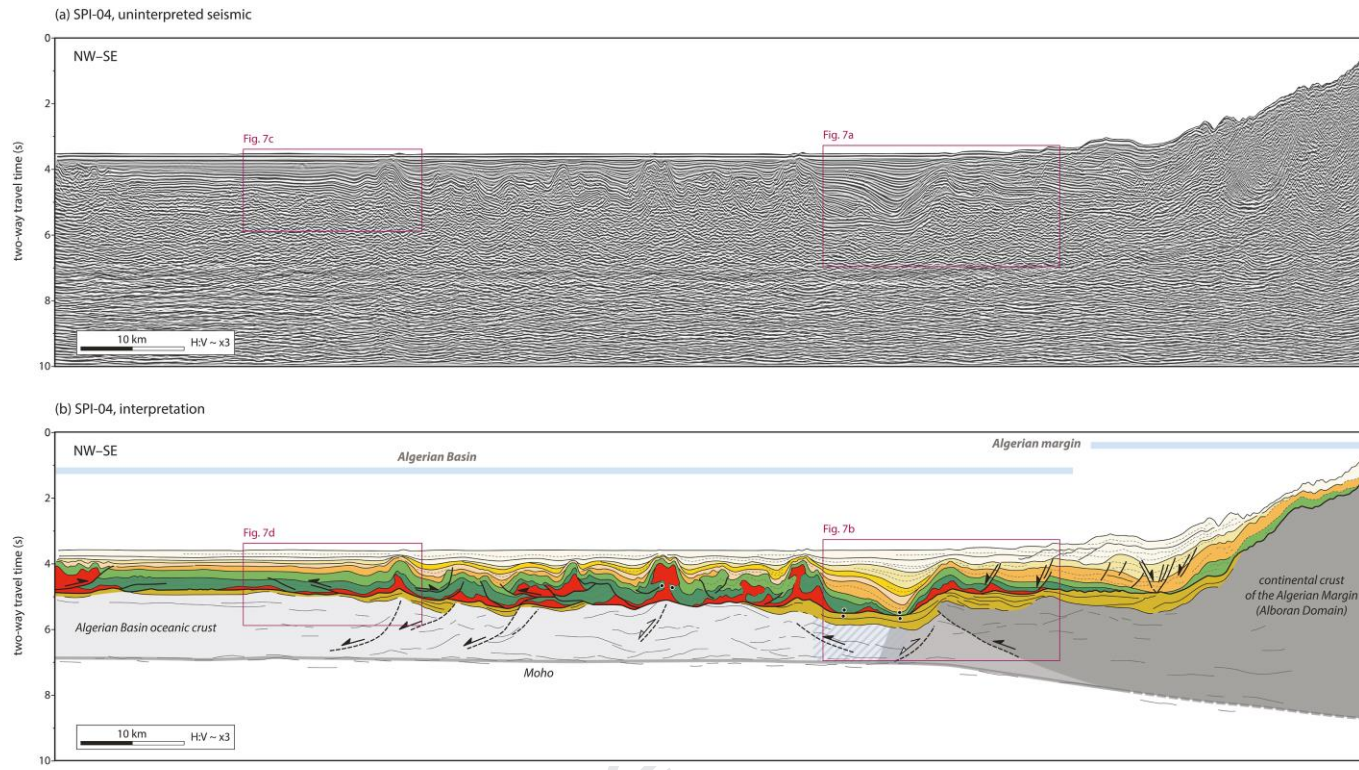 (a) SPI-04, uninterpreted seismic
0
NW–SE
2
Fig. 7c
Fig. 7a
two-way travel time (s)
4
6
8
10 km
H:V ~ x3
10
(b) SPI-04, interpretation
0
NW–SE
Algerian margin
Algerian Basin
2
Fig. 7d
Fig. 7b
two-way travel time (s)
4
continental crust
of the Algerian Margin
(Alboran Domain)
Algerian Basin oceanic crust
6
Moho
8
10 km
H:V ~ x3
10